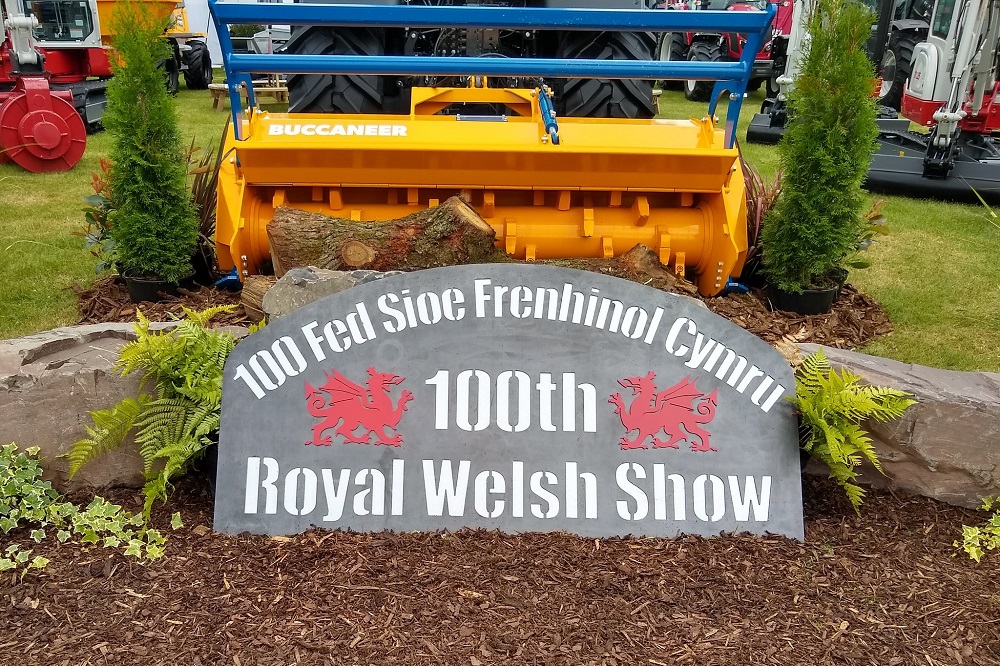 BUCCANEER
100 Fed Sioe Frenhinol Cymru
100th
Royal Welsh Show